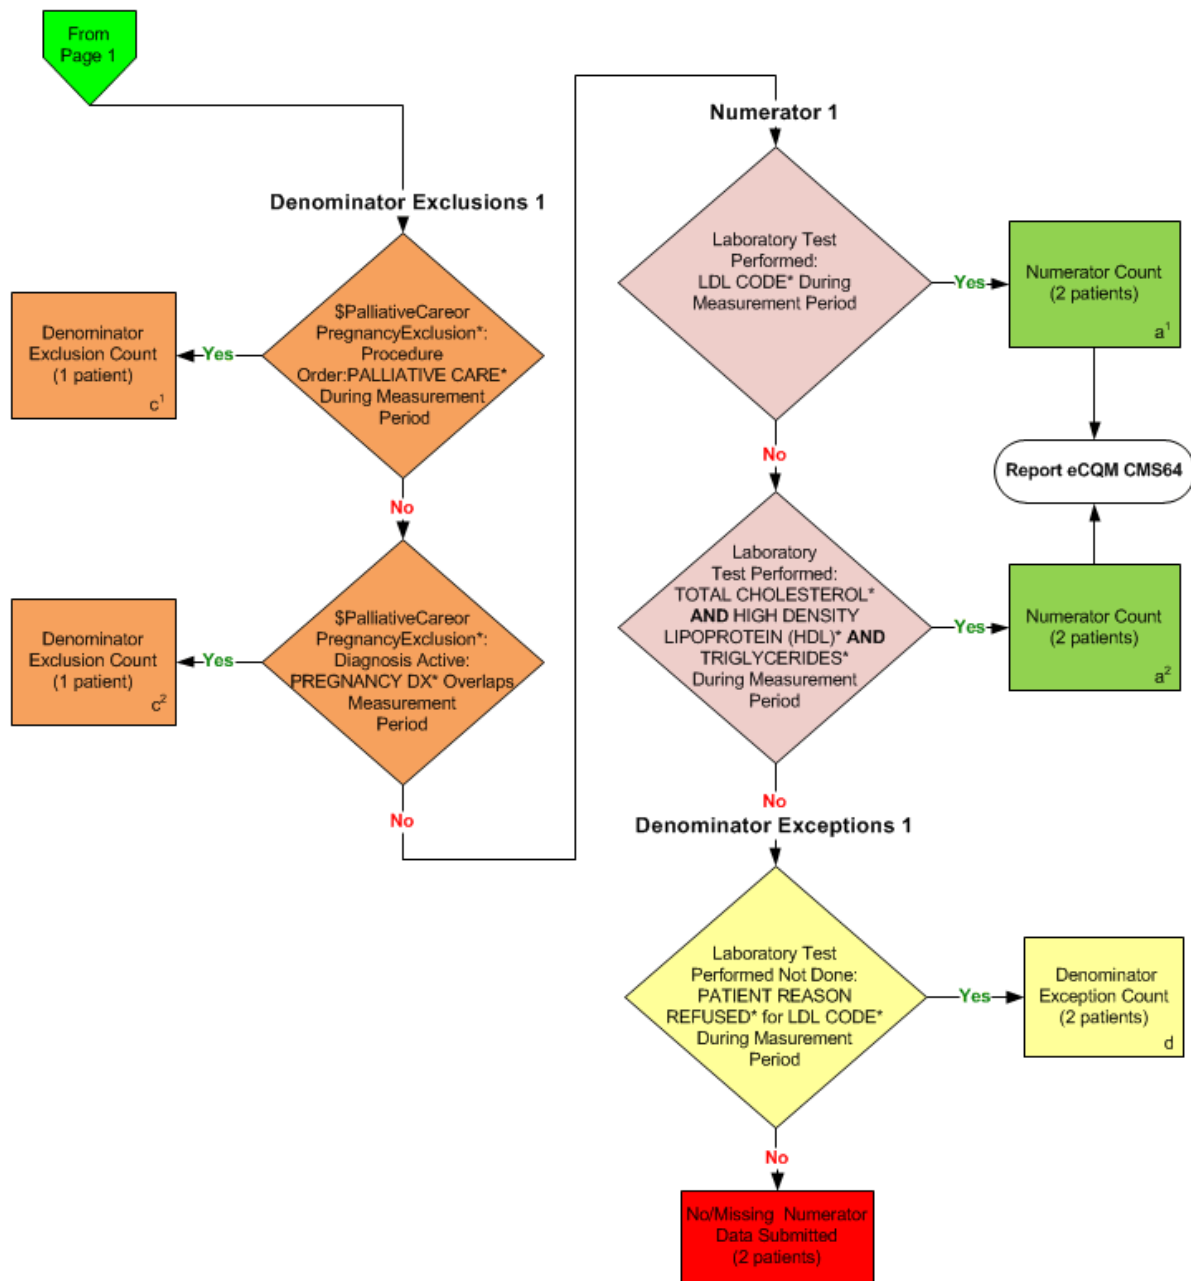 From
Page 1
Denominator Exclusions 1
$PalliativeCareor
PregnancyExclusion*:
Procedure
Order:PALLIATIVE CARE*
During Measurement
Period
Yes
Denominator
Exclusion Count
(1 patient)
c1
No
$PalliativeCareor
PregnancyExclusion*:
Diagnosis Active:
PREGNANCY DX* Overlaps
Measurement
Period
Yes
Denominator
Exclusion Count
(1 patient)
c2
No
Numerator 1
Laboratory Test
Performed:
LDL CODE* During
Measurement Period
Yes
Numerator Count
(2 patients)
a1
Report eCQM CMS64
No
Laboratory
Test Performed:
TOTAL CHOLESTEROL*
AND HIGH DENSITY
LIPOPROTEIN (HDL)* AND
TRIGLYCERIDES*
During Measurement
Period
Yes
Numerator Count
(2 patients)
a2
No
Denominator Exceptions 1
Laboratory Test
Performed Not Done:
PATIENT REASON
REFUSED* for LDL CODE*
During Masurement
Period
Yes
Denominator
Exception Count
(2 patients)
d
No
No/Missing Numerator
Data Submitted
(2 patients)